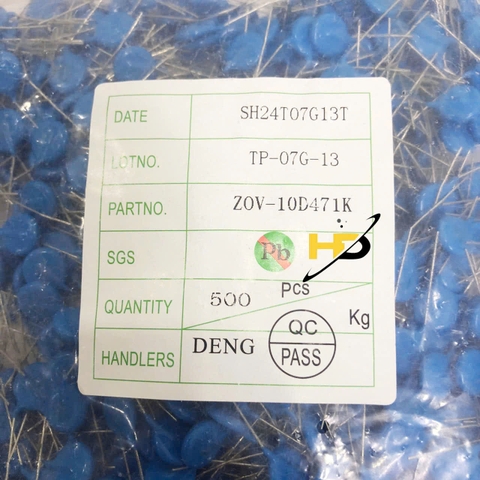 DATE SH24T07G13T
LOTNO. TP-07G-13
PARTNO. ZOV-10D471K
SGS Pb HD
QUANTITY 500 Pcs Kg
HANDLERS DENG QC PASS